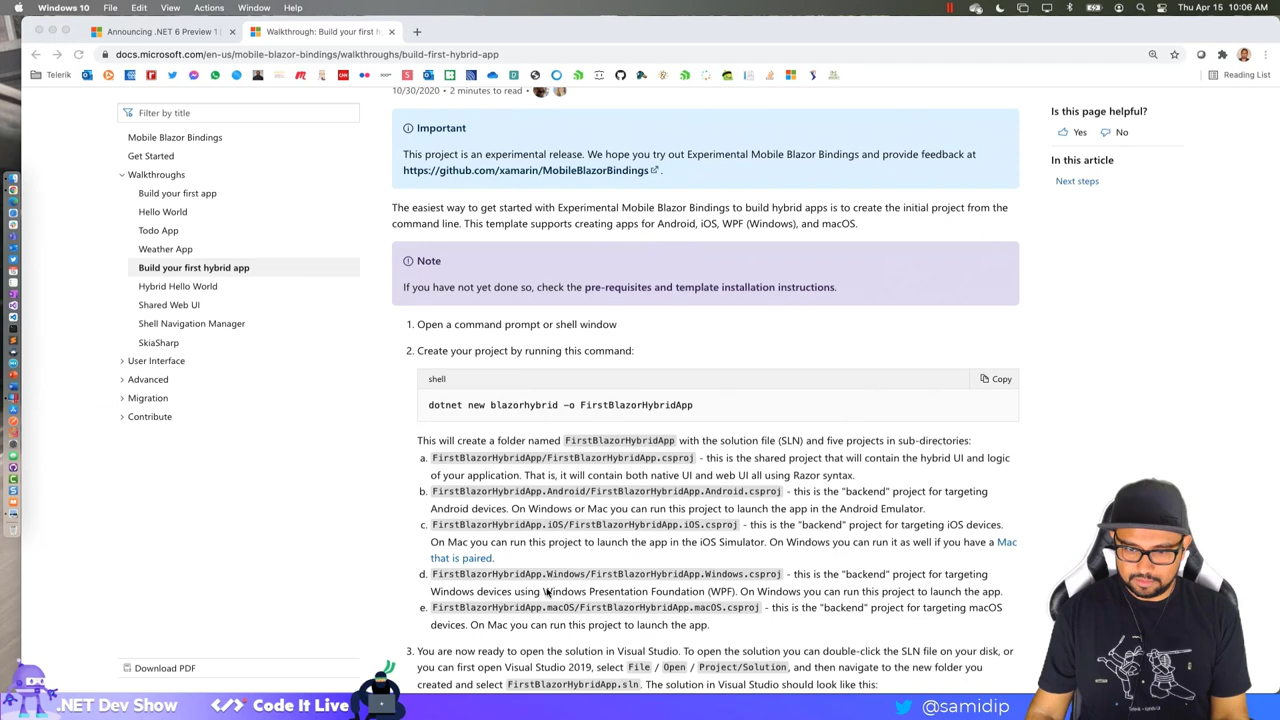 Windows 10 View Actions Window Help
Thu Apr 15 10:06 AM
Announcing .NET 6 Preview 1
Walkthrough: Build your first h
docs.microsoft.com/en-us/mobile-blazor-bindings/walkthroughs/build-first-hybrid-app
Telerik
Reading List
Filter by title
Mobile Blazor Bindings
Get Started
Walkthroughs
Build your first app
Hello World
Todo App
Weather App
Build your first hybrid app
Hybrid Hello World
Shared Web UI
Shell Navigation Manager
SkiaSharp
User Interface
Advanced
Migration
Contribute
Download PDF
10/30/2020 • 2 minutes to read •
Important
This project is an experimental release. We hope you try out Experimental Mobile Blazor Bindings and provide feedback at
https://github.com/xamarin/MobileBlazorBindings .
The easiest way to get started with Experimental Mobile Blazor Bindings to build hybrid apps is to create the initial project from the
command line. This template supports creating apps for Android, iOS, WPF (Windows), and macOS.
Note
If you have not yet done so, check the pre-requisites and template installation instructions.
1. Open a command prompt or shell window
2. Create your project by running this command:
shell
Copy
dotnet new blazorhybrid -o FirstBlazorHybridApp
This will create a folder named FirstBlazorHybridApp with the solution file (SLN) and five projects in sub-directories:
a. FirstBlazorHybridApp/FirstBlazorHybridApp.csproj - this is the shared project that will contain the hybrid UI and logic
of your application. That is, it will contain both native UI and web UI all using Razor syntax.
b. FirstBlazorHybridApp.Android/FirstBlazorHybridApp.Android.csproj - this is the "backend" project for targeting
Android devices. On Windows or Mac you can run this project to launch the app in the Android Emulator.
c. FirstBlazorHybridApp.iOS/FirstBlazorHybridApp.iOS.csproj - this is the "backend" project for targeting iOS devices.
On Mac you can run this project to launch the app in the iOS Simulator. On Windows you can run it as well if you have a Mac
that is paired.
d. FirstBlazorHybridApp.Windows/FirstBlazorHybridApp.Windows.csproj - this is the "backend" project for targeting
Windows devices using Windows Presentation Foundation (WPF). On Windows you can run this project to launch the app.
e. FirstBlazorHybridApp.macOS/FirstBlazorHybridApp.macOS.csproj - this is the "backend" project for targeting macOS
devices. On Mac you can run this project to launch the app.
3. You are now ready to open the solution in Visual Studio. To open the solution you can double-click the SLN file on your disk, or
you can first open Visual Studio 2019, select File / Open / Project/Solution, and then navigate to the new folder you
created and select FirstBlazorHybridApp.sln. The solution in Visual Studio should look like this:
Is this page helpful?
Yes No
In this article
Next steps
.NET Dev Show
Code It Live
@samidip